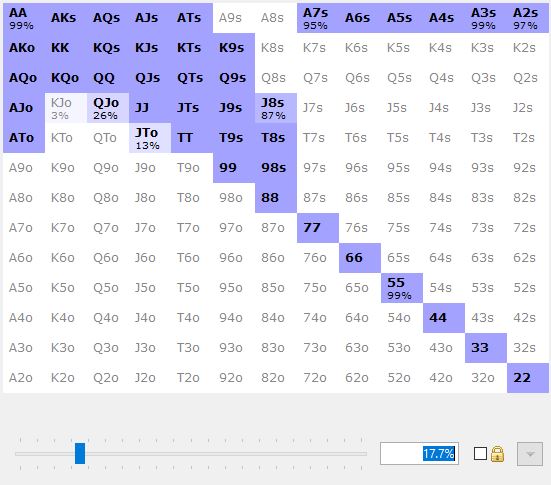 AA AKs AQs AJs ATs A9s A8s A7s A6s A5s A4s A3s A2s
99% 95% 99% 97%
AKo KK KQs KJs KTs K9s K8s K7s K6s K5s K4s K3s K2s
AQo KQo QQ QJs QTs Q9s Q8s Q7s Q6s Q5s Q4s Q3s Q2s
AJo KJo QJo JJ JTs J9s J8s J7s J6s J5s J4s J3s J2s
3% 26% 87%
ATo KTo QTo JTo TT T9s T8s T7s T6s T5s T4s T3s T2s
13%
A9o K9o Q9o J9o T9o 99 98s 97s 96s 95s 94s 93s 92s
A8o K8o Q8o J8o T8o 98o 88 87s 86s 85s 84s 83s 82s
A7o K7o Q7o J7o T7o 97o 87o 77 76s 75s 74s 73s 72s
A6o K6o Q6o J6o T6o 96o 86o 76o 66 65s 64s 63s 62s
A5o K5o Q5o J5o T5o 95o 85o 75o 65o 55 54s 53s 52s
99%
A4o K4o Q4o J4o T4o 94o 84o 74o 64o 54o 44 43s 42s
A3o K3o Q3o J3o T3o 93o 83o 73o 63o 53o 43o 33 32s
A2o K2o Q2o J2o T2o 92o 82o 72o 62o 52o 42o 32o 22
17.7%